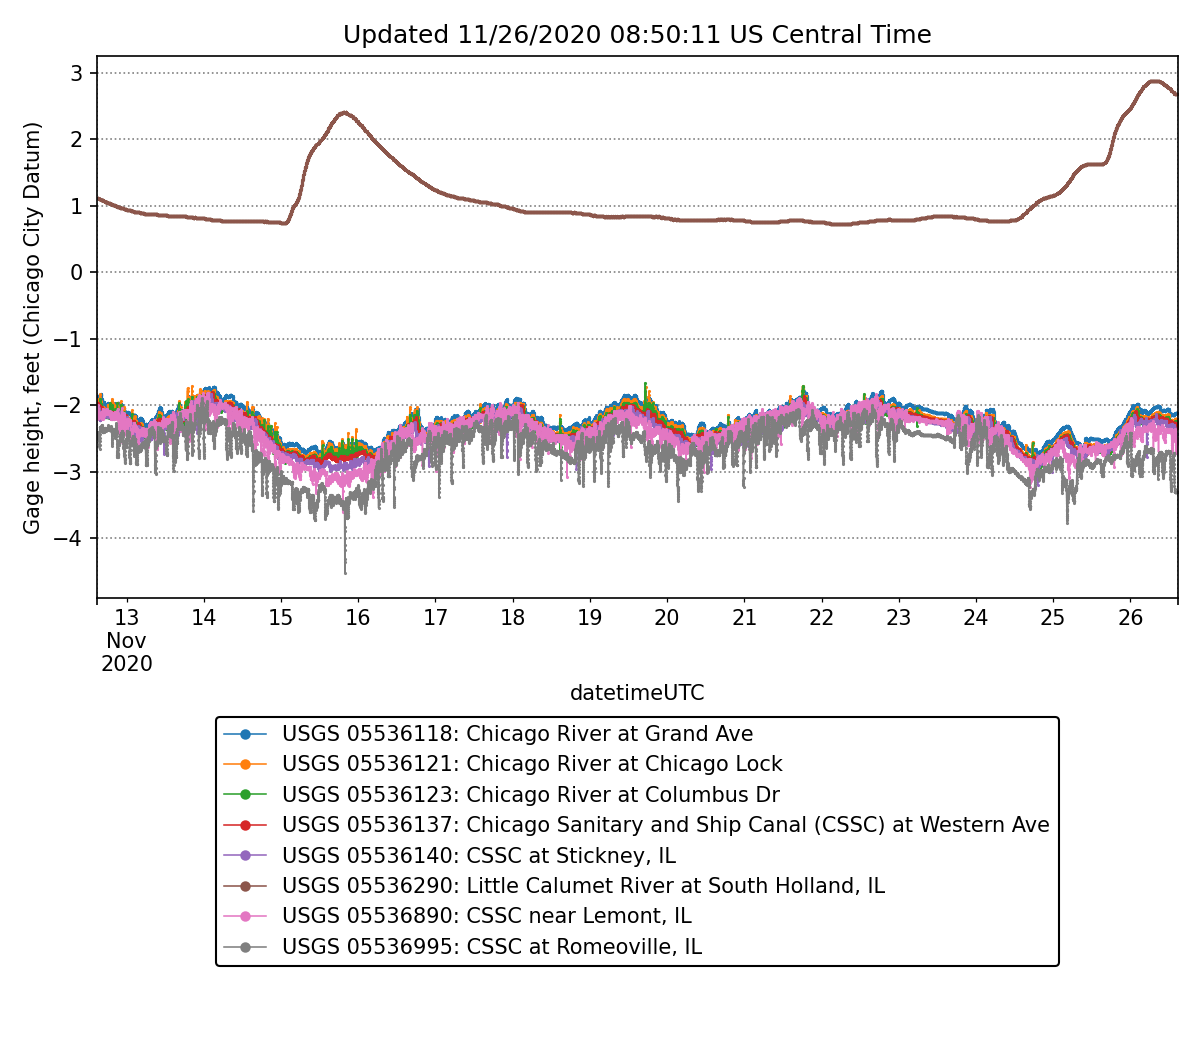 Updated 11/26/2020 08:50:11 US Central Time
3
2
1
0
−1
−2
−3
−4
Gage height, feet (Chicago City Datum)
13 14 15 16 17 18 19 20 21 22 23 24 25 26
Nov
2020
datetimeUTC
USGS 05536118: Chicago River at Grand Ave
USGS 05536121: Chicago River at Chicago Lock
USGS 05536123: Chicago River at Columbus Dr
USGS 05536137: Chicago Sanitary and Ship Canal (CSSC) at Western Ave
USGS 05536140: CSSC at Stickney, IL
USGS 05536290: Little Calumet River at South Holland, IL
USGS 05536890: CSSC near Lemont, IL
USGS 05536995: CSSC at Romeoville, IL